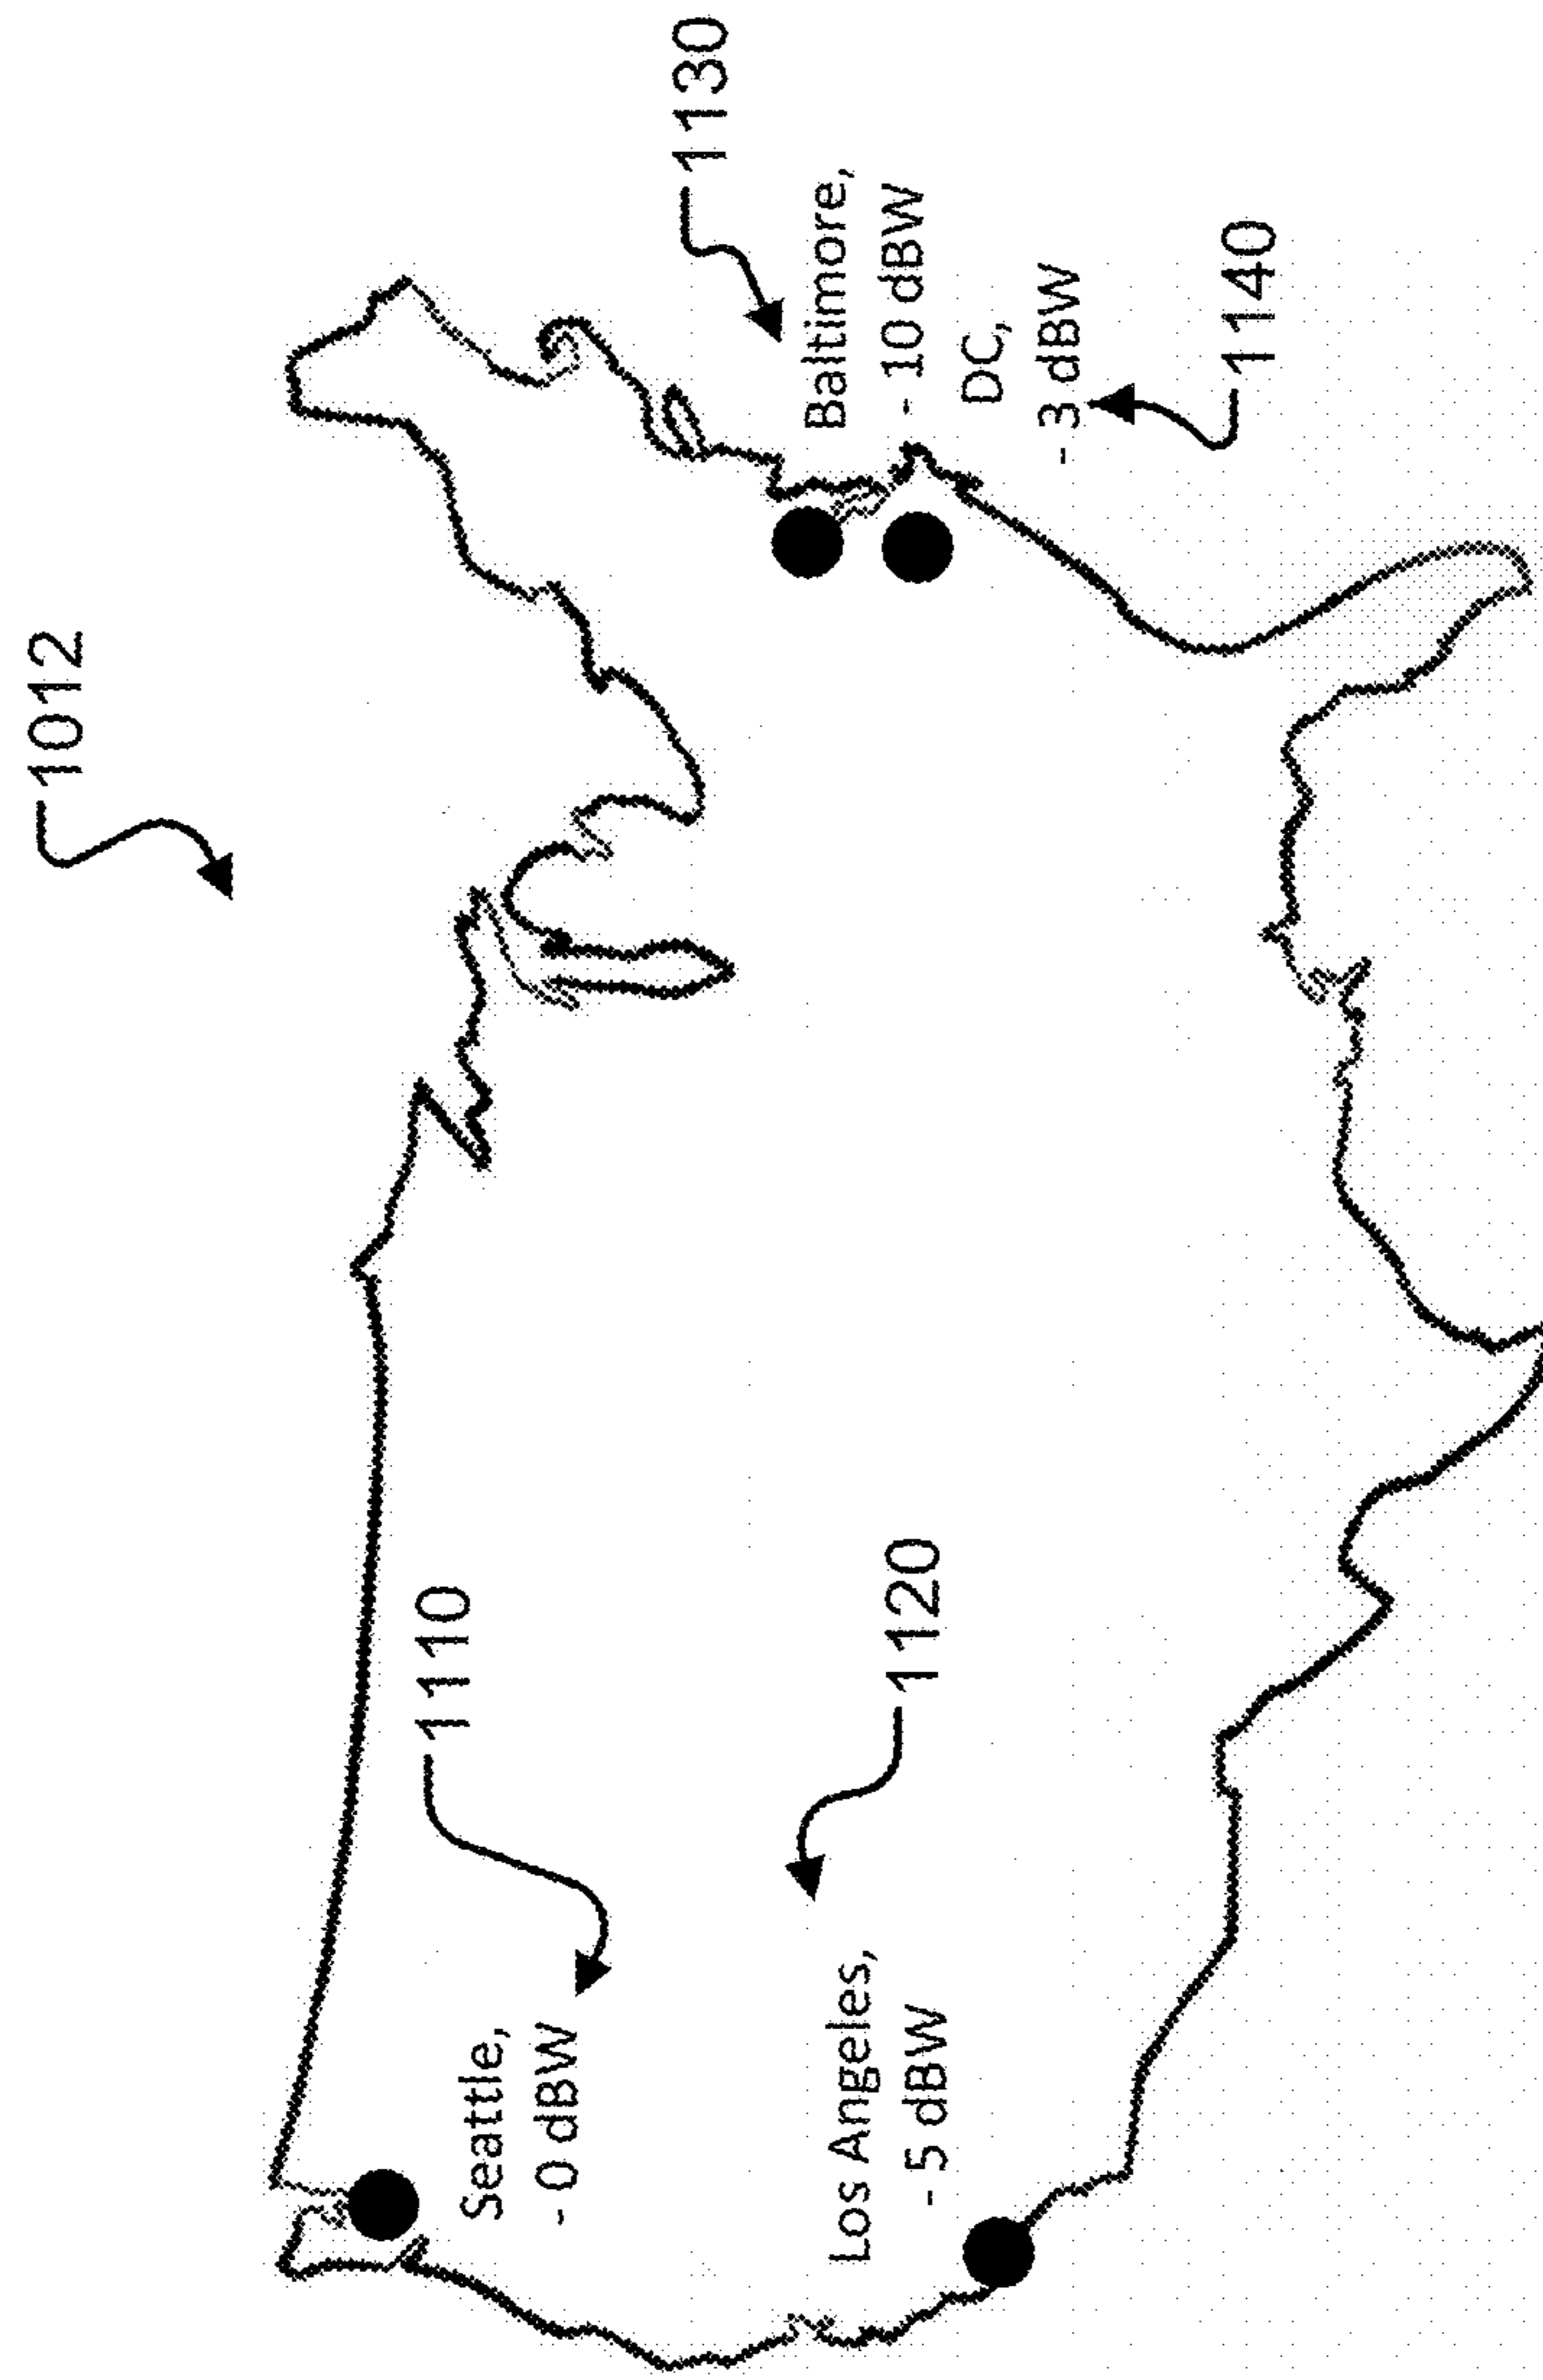 1012
1110
Seattle,
- 0 dBW
1120
Los Angeles,
- 5 dBW
1130
Baltimore,
- 10 dBW
DC,
- 3 dBW
1140